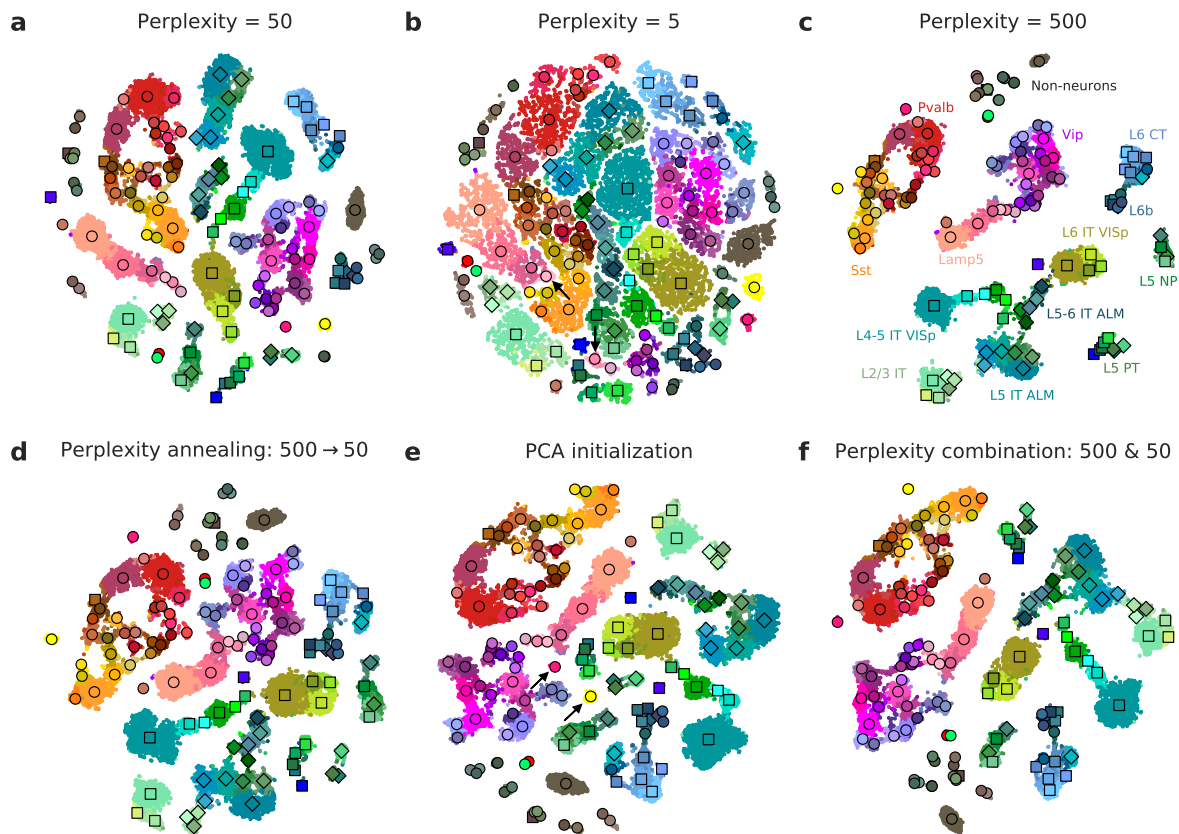 a Perplexity = 50
b Perplexity = 5
c Perplexity = 500
Non-neurons
Pvalb
Vip
L6 CT
L6b
L6 IT VISp
Lamp5
Sst
L5 NP
L5-6 IT ALM
L4-5 IT VISp
L5 PT
L2/3 IT
L5 IT ALM
d Perplexity annealing: 500 → 50
e PCA initialization
f Perplexity combination: 500 & 50